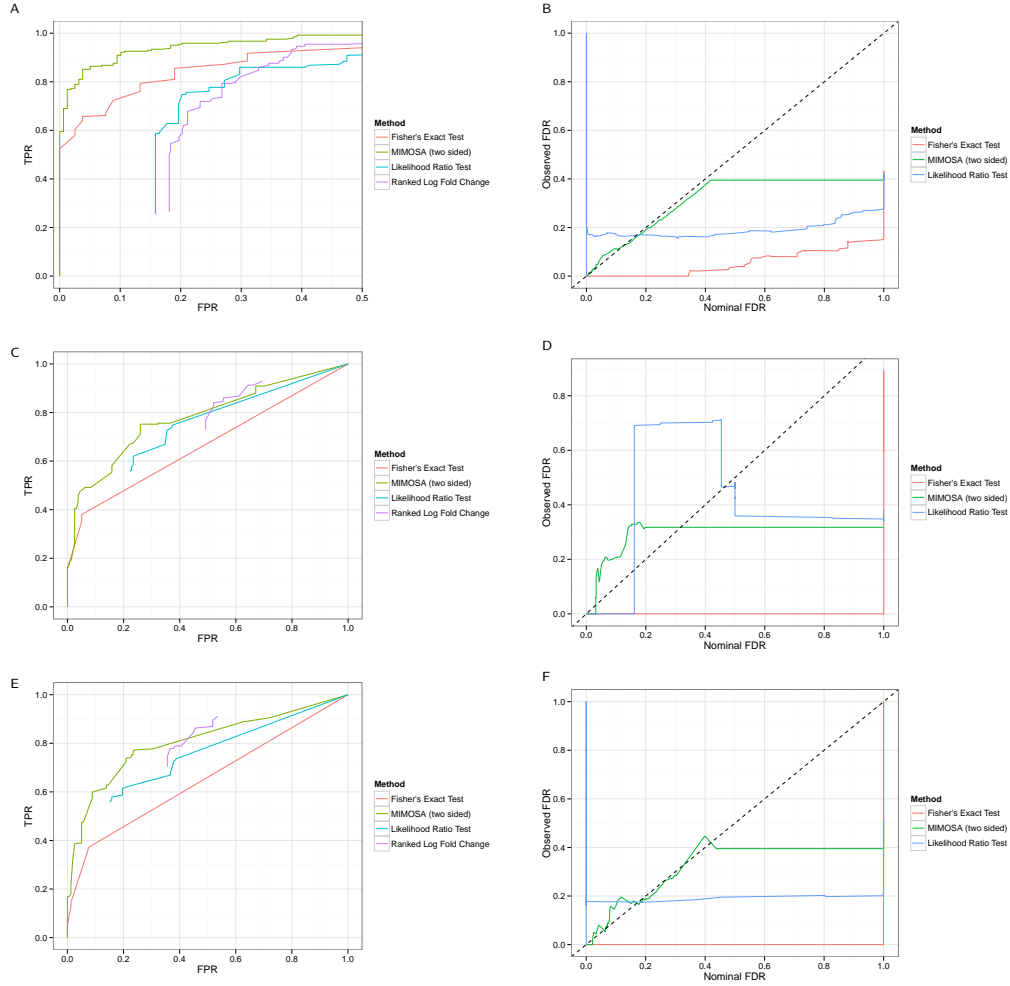 A
1.0
0.8
0.6
0.4
0.2
0.0
TPR
0.0 0.1 0.2 0.3 0.4 0.5
FPR
Method
Fisher's Exact Test
MIMOSA (two sided)
Likelihood Ratio Test
Ranked Log Fold Change
B
1.0
0.8
0.6
0.4
0.2
0.0
Observed FDR
0.0 0.2 0.4 0.6 0.8 1.0
Nominal FDR
Method
Fisher's Exact Test
MIMOSA (two sided)
Likelihood Ratio Test
C
1.0
0.8
0.6
0.4
0.2
0.0
TPR
0.0 0.2 0.4 0.6 0.8 1.0
FPR
Method
Fisher's Exact Test
MIMOSA (two sided)
Likelihood Ratio Test
Ranked Log Fold Change
D
0.8
0.6
0.4
0.2
0.0
Observed FDR
0.0 0.2 0.4 0.6 0.8 1.0
Nominal FDR
Method
Fisher's Exact Test
MIMOSA (two sided)
Likelihood Ratio Test
E
1.0
0.8
0.6
0.4
0.2
0.0
TPR
0.0 0.2 0.4 0.6 0.8 1.0
FPR
Method
Fisher's Exact Test
MIMOSA (two sided)
Likelihood Ratio Test
Ranked Log Fold Change
F
1.0
0.8
0.6
0.4
0.2
0.0
Observed FDR
0.0 0.2 0.4 0.6 0.8 1.0
Nominal FDR
Method
Fisher's Exact Test
MIMOSA (two sided)
Likelihood Ratio Test